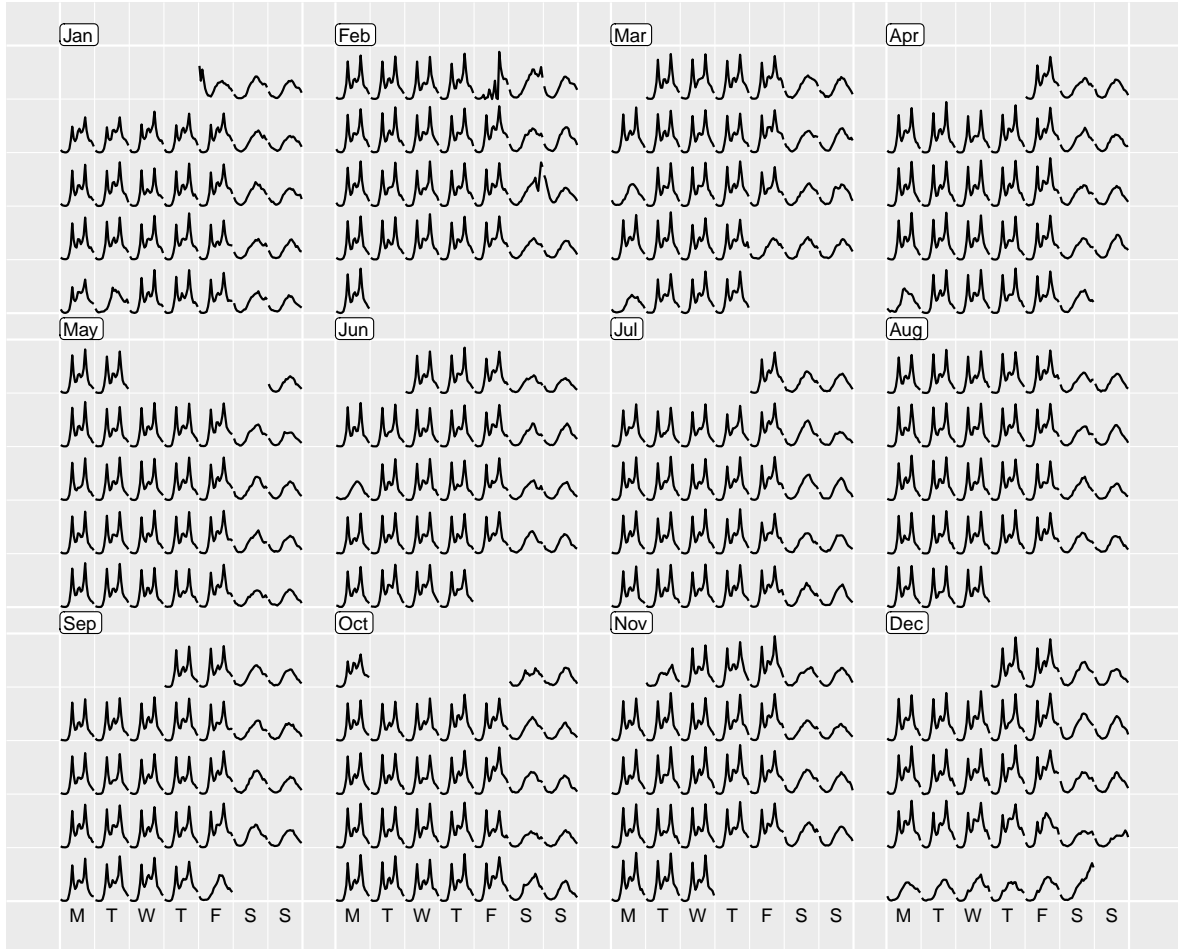 Jan Feb Mar Apr
May Jun Jul Aug
Sep Oct Nov Dec
M T W T F S S M T W T F S S M T W T F S S M T W T F S S